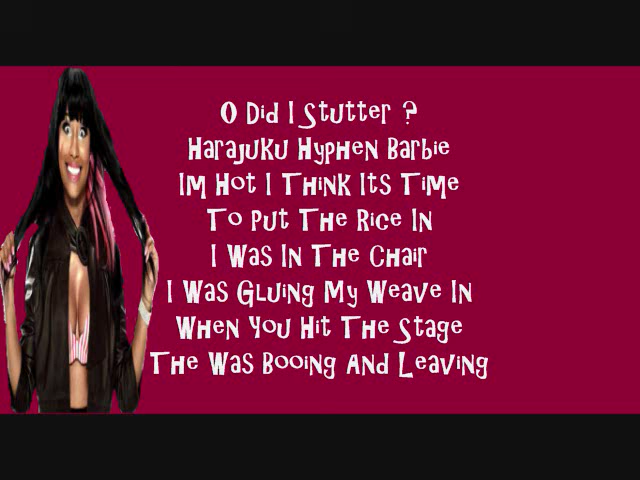 O Did I Stutter ?
Harajuku Hyphen Barbie
Im Hot I Think Its Time
To Put The Rice In
I Was In The Chair
I Was Gluing My Weave In
When You Hit The Stage
The Was Booing And Leaving